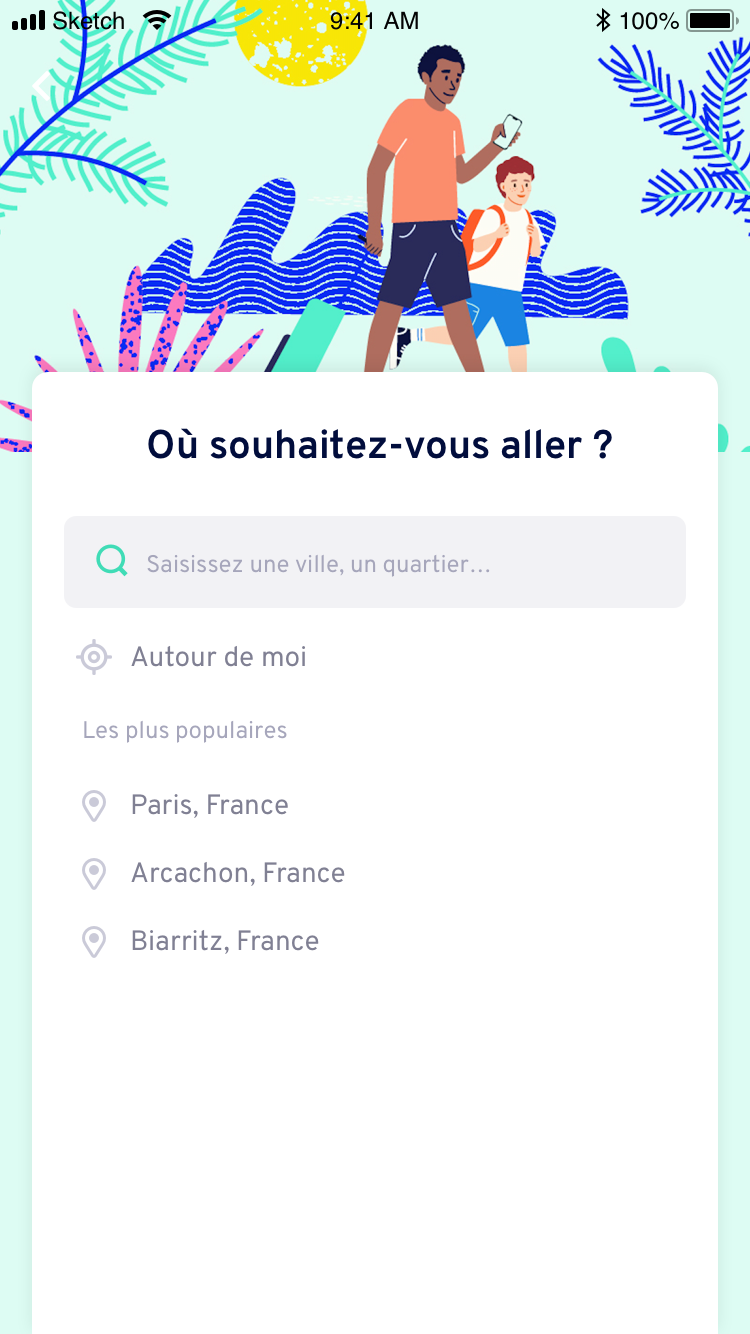 Sketch 9:41 AM 100%
Où souhaitez-vous aller ?
Saisissez une ville, un quartier…
Autour de moi
Les plus populaires
Paris, France
Arcachon, France
Biarritz, France